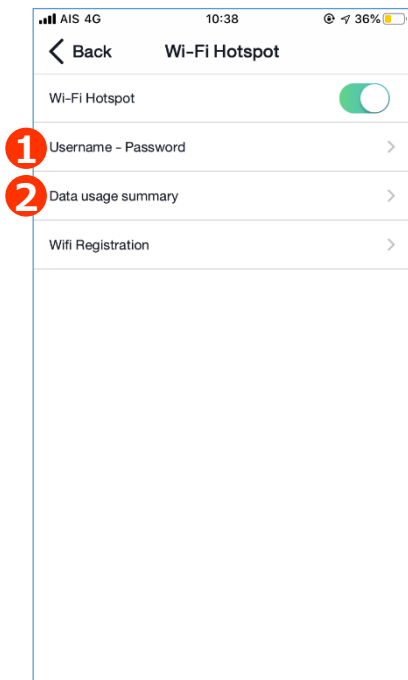 AIS 4G 10:38 36%
Back Wi-Fi Hotspot
Wi-Fi Hotspot
1 Username - Password
2 Data usage summary
Wifi Registration